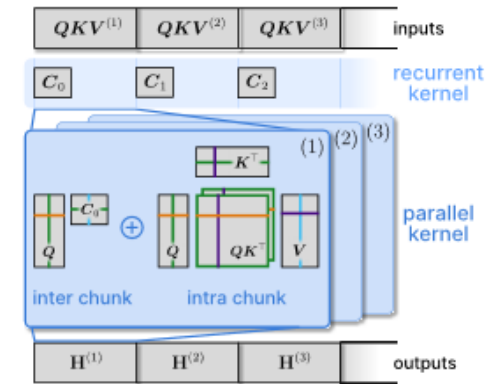 QKV⁽¹⁾ QKV⁽²⁾ QKV⁽³⁾ inputs
C₀ C₁ C₂ recurrent
kernel
(1) (2) (3)
K⊤
C₀
parallel
kernel
Q Q QK⊤ V
inter chunk intra chunk
H⁽¹⁾ H⁽²⁾ H⁽³⁾ outputs